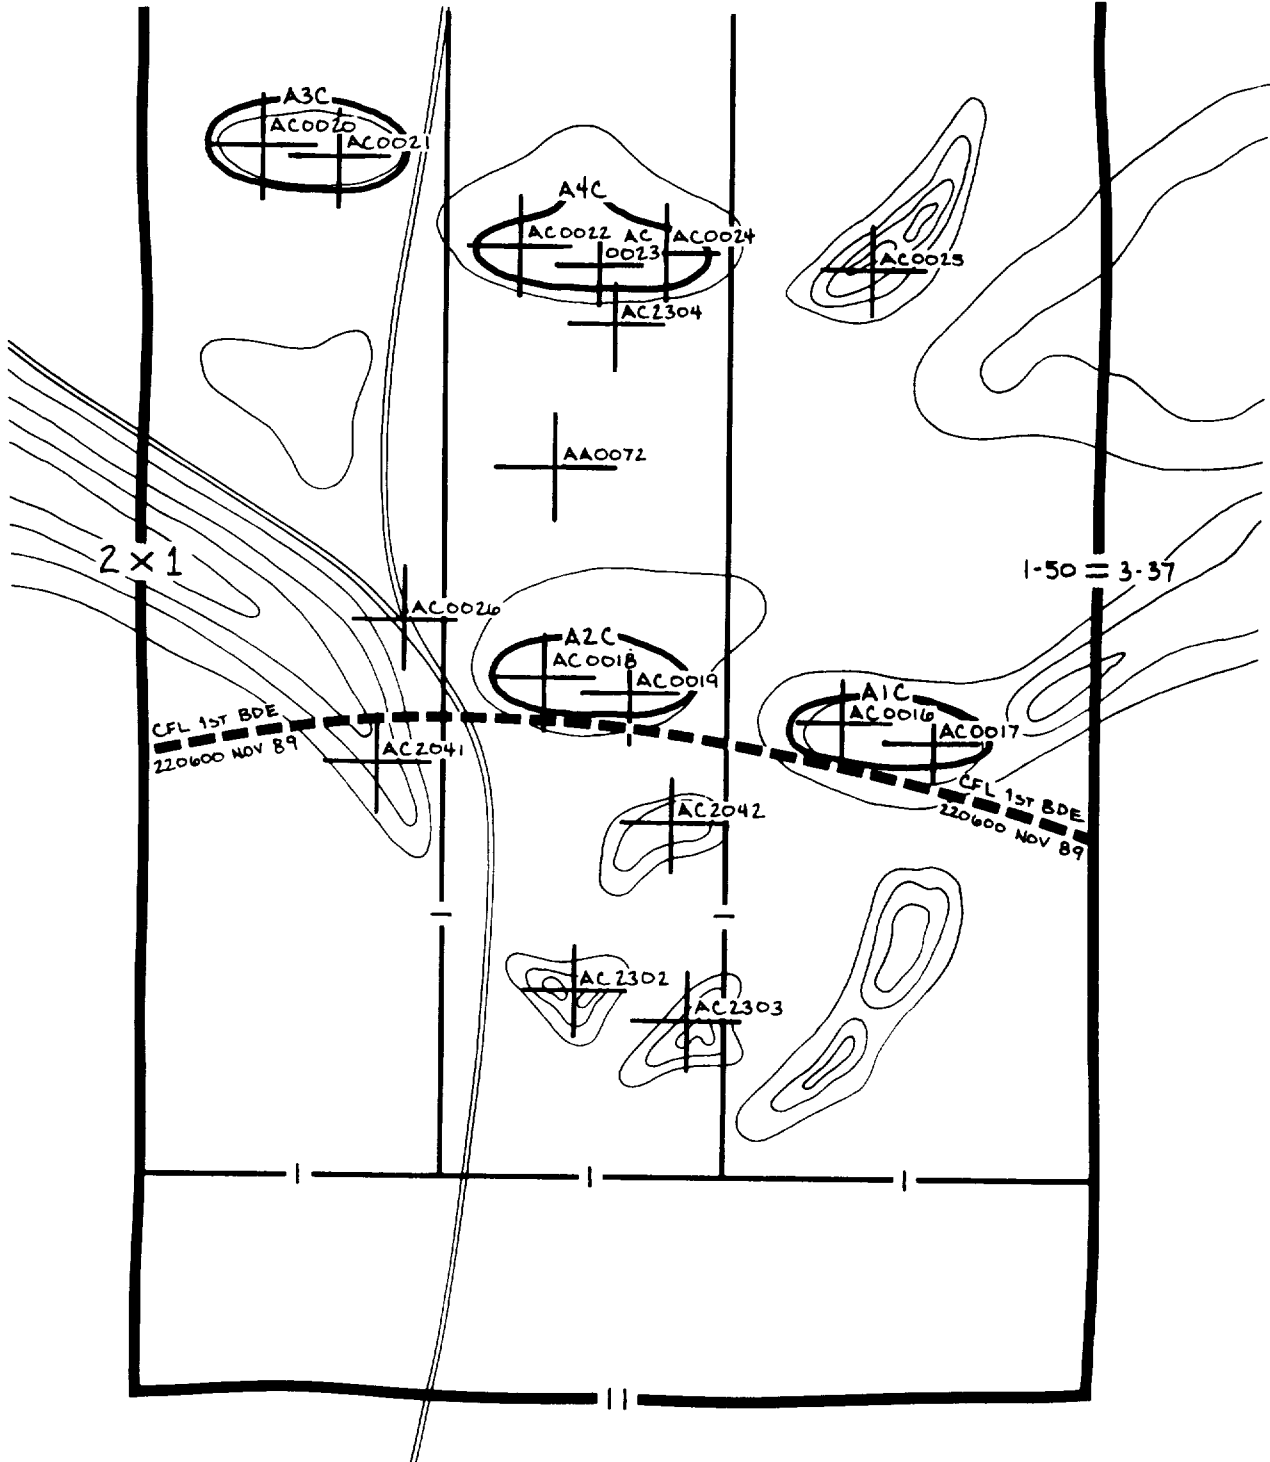 A3C
AC0020
AC0021
A4C
AC0022
AC
0023
AC0024
AC0025
AC2304
AA0072
2 × 1
1-50 = 3-37
AC0026
A2C
AC0018
AC0019
A1C
AC0016
AC0017
CFL 1ST BDE
220600 NOV 89
AC2041
CFL 1ST BDE
220600 NOV 89
AC2042
AC2302
AC2303